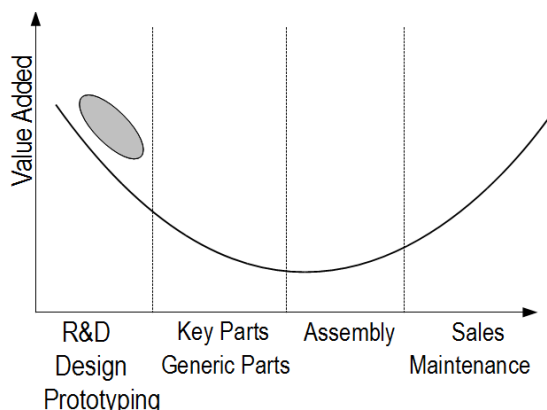 Value Added
R&D
Design
Prototyping
Key Parts
Generic Parts
Assembly
Sales
Maintenance